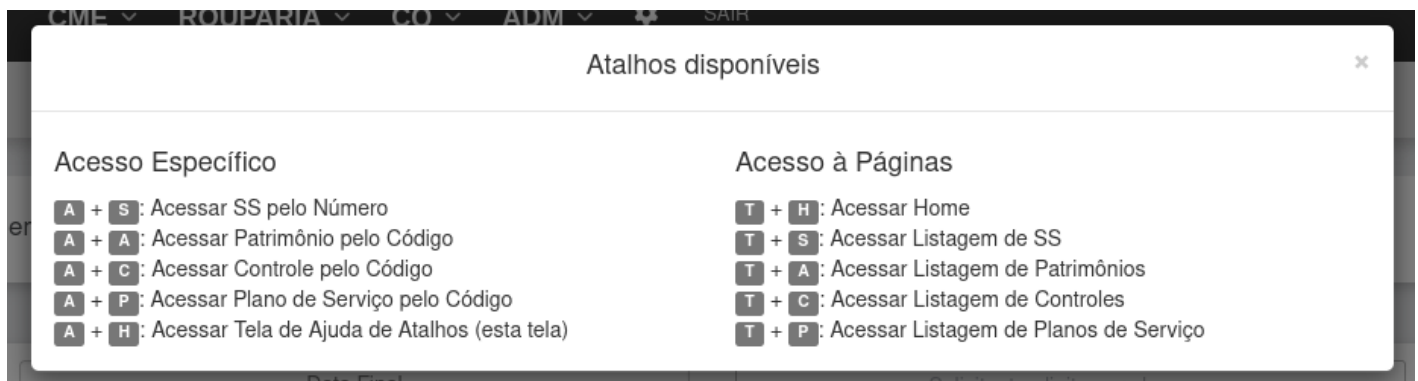 CME ROUPARIA CO ADM SAIR
Atalhos disponíveis ×
Acesso Específico
A + S: Acessar SS pelo Número
A + A: Acessar Patrimônio pelo Código
A + C: Acessar Controle pelo Código
A + P: Acessar Plano de Serviço pelo Código
A + H: Acessar Tela de Ajuda de Atalhos (esta tela)
Acesso à Páginas
T + H: Acessar Home
T + S: Acessar Listagem de SS
T + A: Acessar Listagem de Patrimônios
T + C: Acessar Listagem de Controles
T + P: Acessar Listagem de Planos de Serviço
er
Data Final